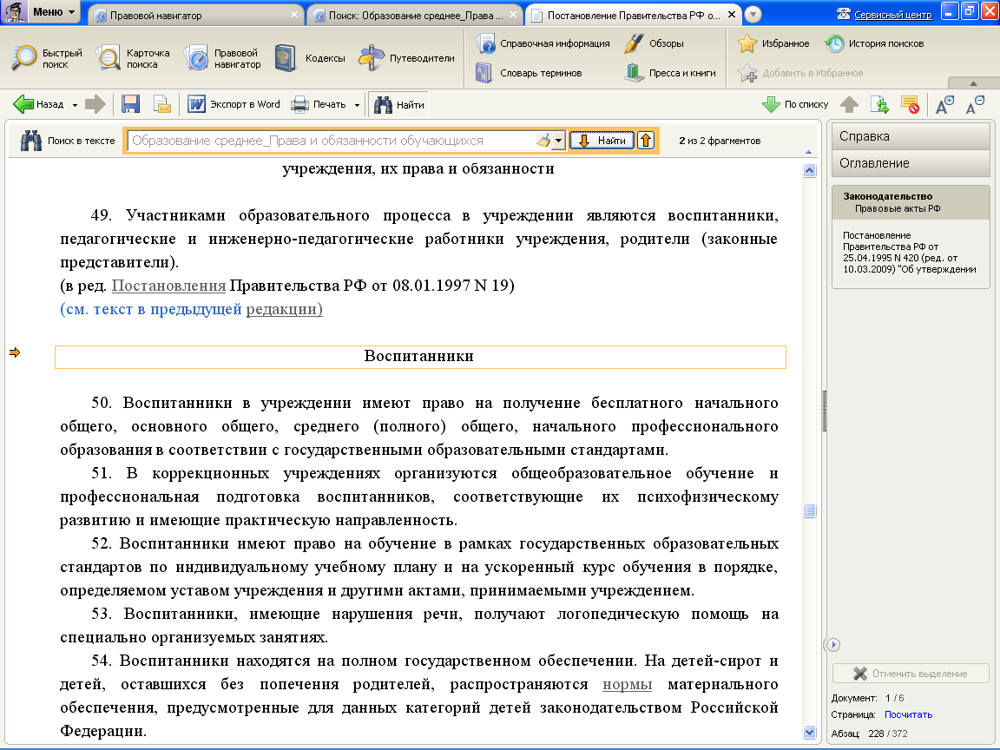 Меню
Правовой навигатор
Поиск: Образование среднее_Права ...
Постановление Правительства РФ о...
Сервисный центр
Быстрый поиск
Карточка поиска
Правовой навигатор
Кодексы
Путеводители
Справочная информация
Словарь терминов
Обзоры
Пресса и книги
Избранное
История поисков
Добавить в Избранное
Назад
Экспорт в Word
Печать
Найти
По списку
Поиск в тексте
Образование среднее_Права и обязанности обучающихся
Найти
2 из 2 фрагментов
учреждения, их права и обязанности
49. Участниками образовательного процесса в учреждении являются воспитанники,
педагогические и инженерно-педагогические работники учреждения, родители (законные
представители).
(в ред. Постановления Правительства РФ от 08.01.1997 N 19)
(см. текст в предыдущей редакции)
Воспитанники
50. Воспитанники в учреждении имеют право на получение бесплатного начального
общего, основного общего, среднего (полного) общего, начального профессионального
образования в соответствии с государственными образовательными стандартами.
51. В коррекционных учреждениях организуются общеобразовательное обучение и
профессиональная подготовка воспитанников, соответствующие их психофизическому
развитию и имеющие практическую направленность.
52. Воспитанники имеют право на обучение в рамках государственных образовательных
стандартов по индивидуальному учебному плану и на ускоренный курс обучения в порядке,
определяемом уставом учреждения и другими актами, принимаемыми учреждением.
53. Воспитанники, имеющие нарушения речи, получают логопедическую помощь на
специально организуемых занятиях.
54. Воспитанники находятся на полном государственном обеспечении. На детей-сирот и
детей, оставшихся без попечения родителей, распространяются нормы материального
обеспечения, предусмотренные для данных категорий детей законодательством Российской
Федерации.
Справка
Оглавление
Законодательство
Правовые акты РФ
Постановление
Правительства РФ от
25.04.1995 N 420 (ред. от
10.03.2009) "Об утверждении
Отменить выделение
Документ: 1 / 6
Страница: Посчитать
Абзац: 228 / 372